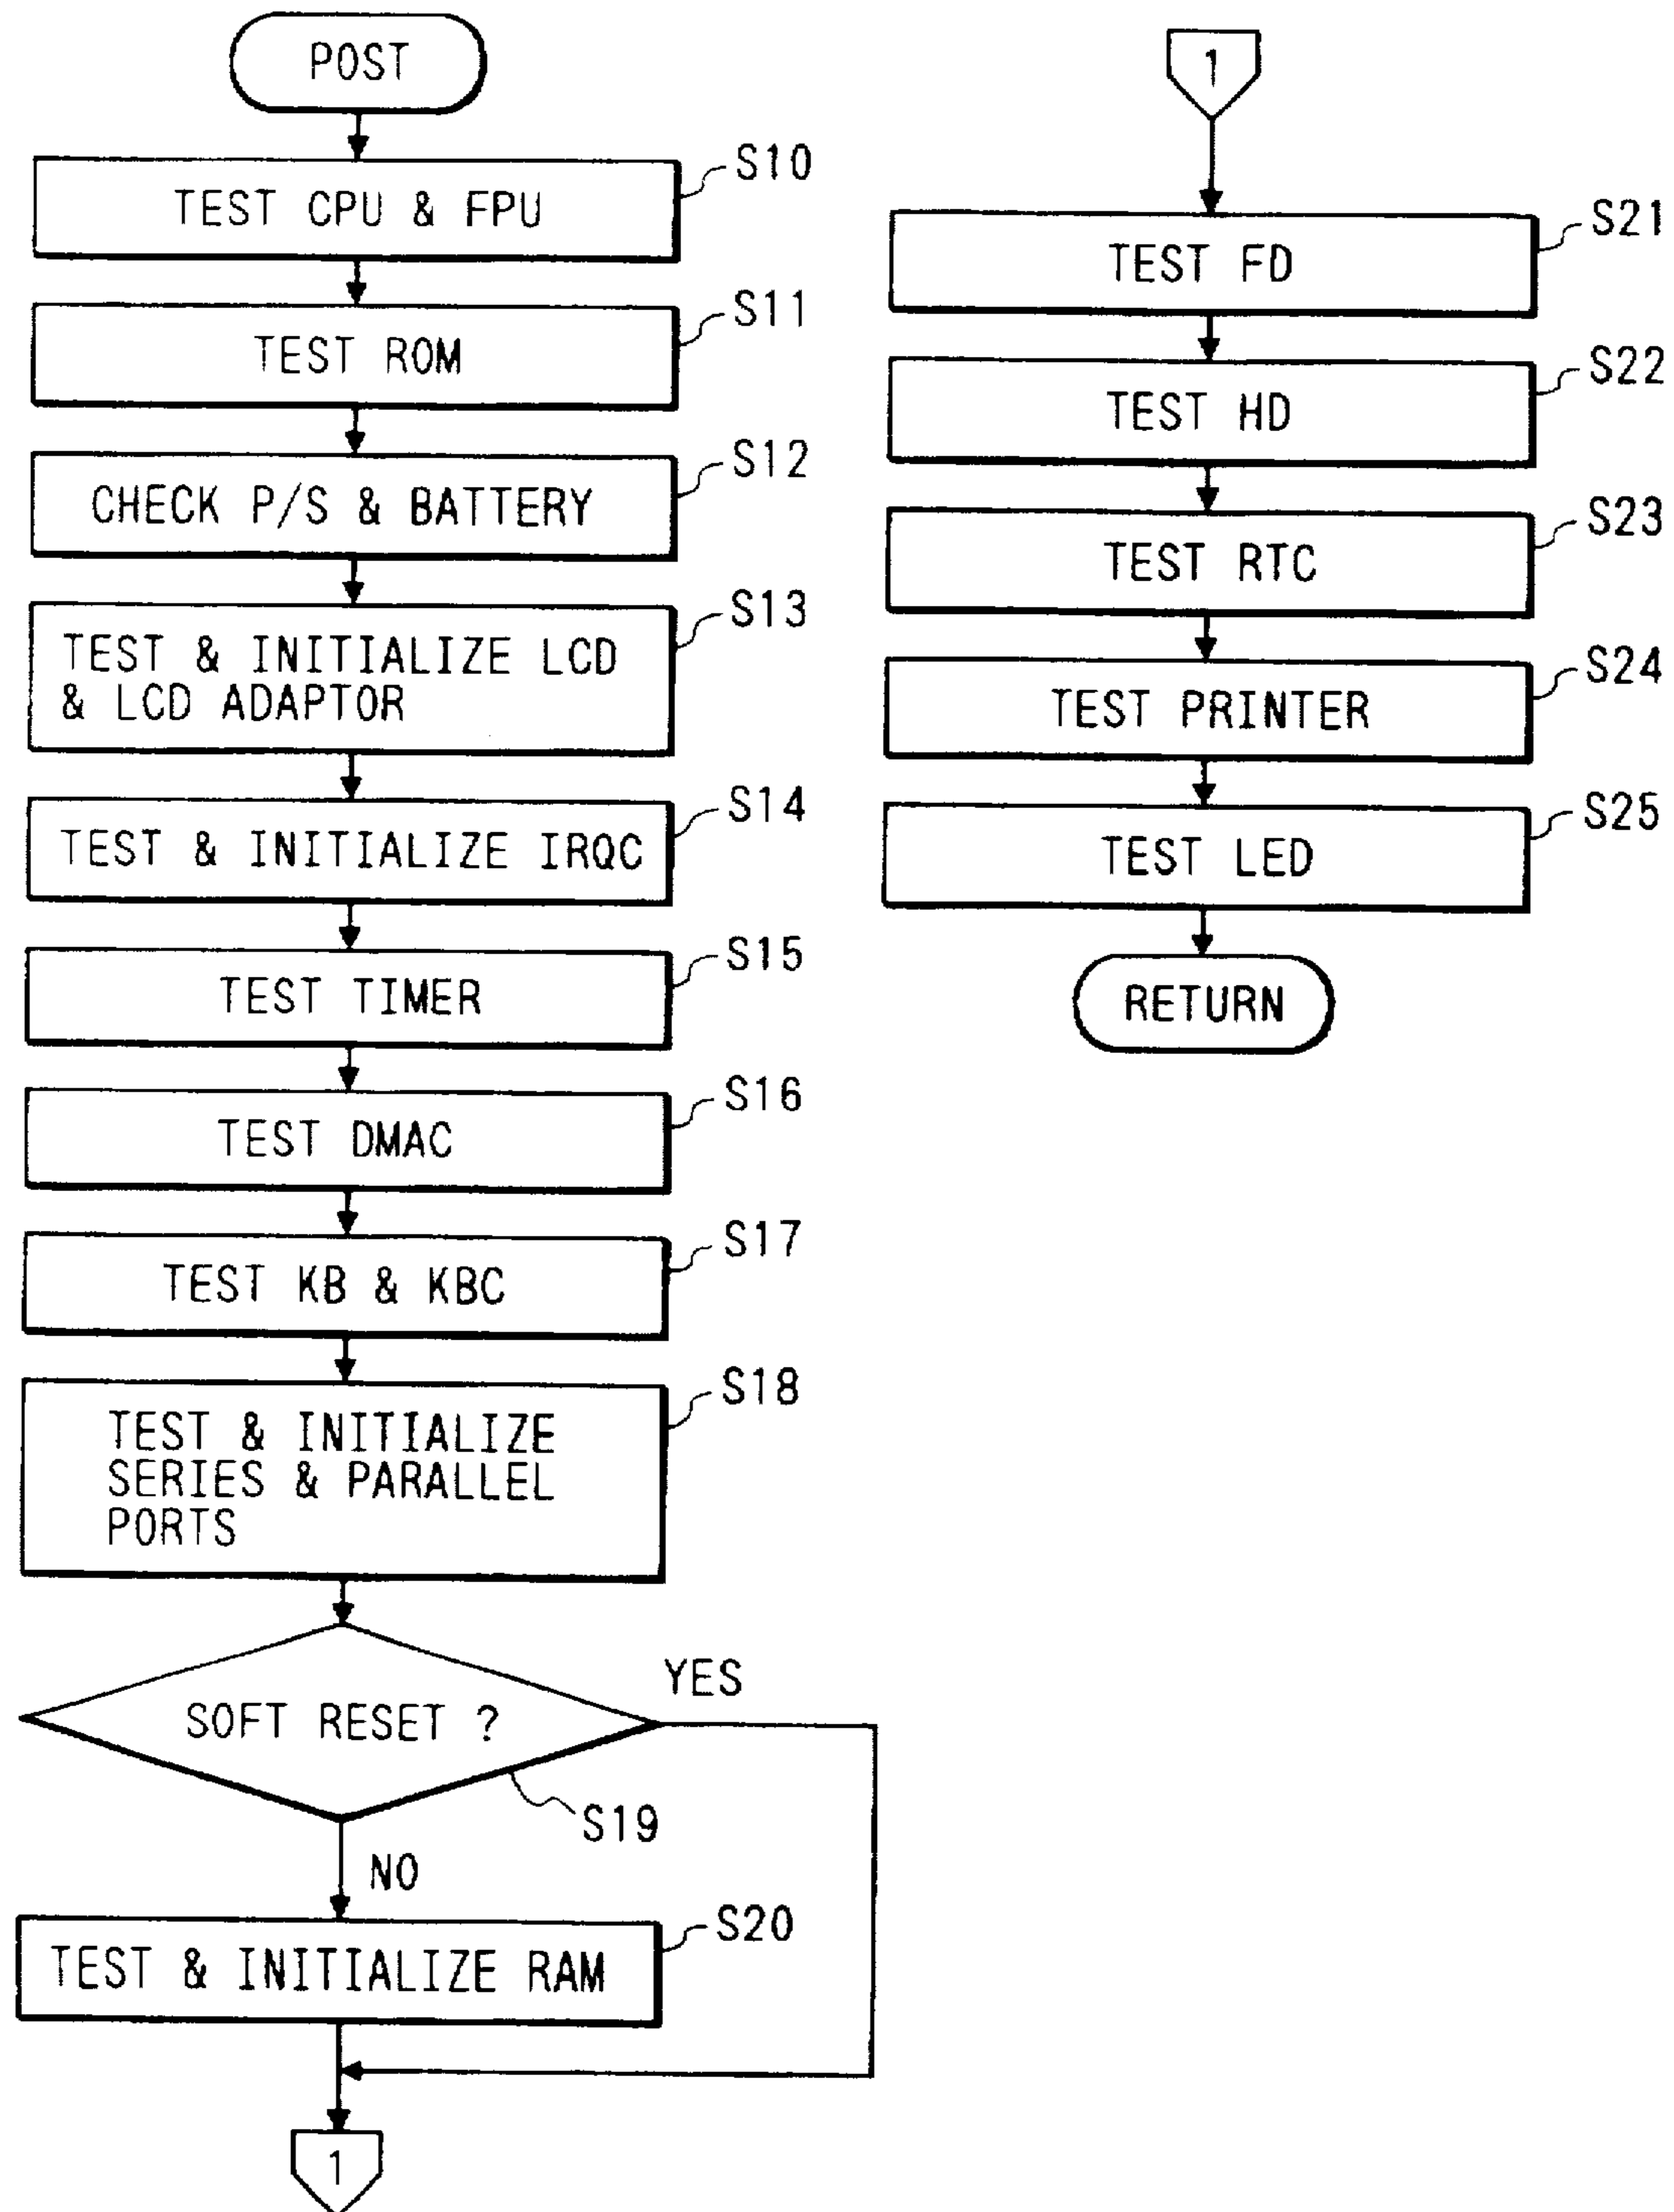 POST
TEST CPU & FPU
S10
TEST ROM
S11
CHECK P/S & BATTERY
S12
TEST & INITIALIZE LCD
& LCD ADAPTOR
S13
TEST & INITIALIZE IRQC
S14
TEST TIMER
S15
TEST DMAC
S16
TEST KB & KBC
S17
TEST & INITIALIZE
SERIES & PARALLEL
PORTS
S18
SOFT RESET ?
YES
S19
NO
TEST & INITIALIZE RAM
S20
1
1
TEST FD
S21
TEST HD
S22
TEST RTC
S23
TEST PRINTER
S24
TEST LED
S25
RETURN